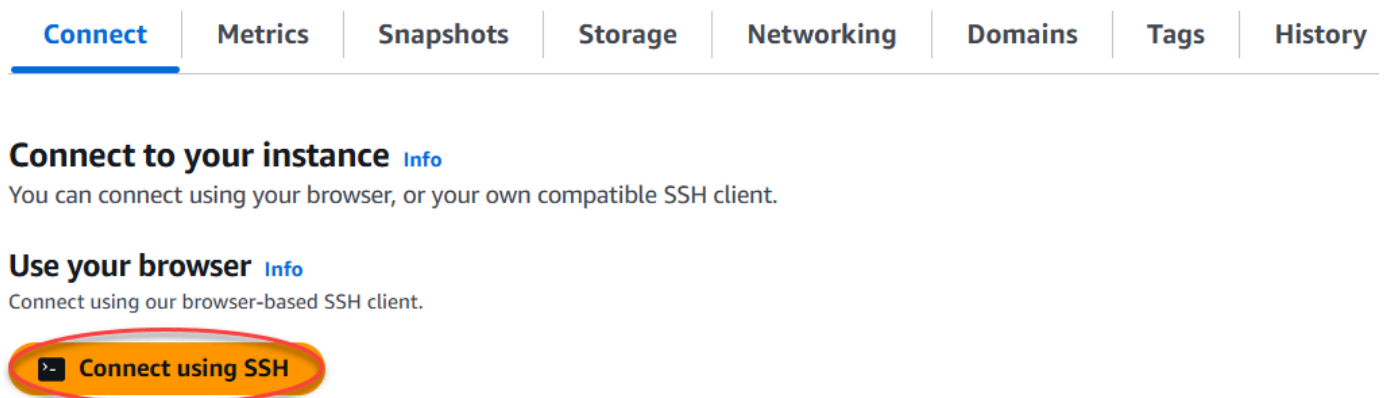 Connect Metrics Snapshots Storage Networking Domains Tags History
Connect to your instance Info
You can connect using your browser, or your own compatible SSH client.
Use your browser Info
Connect using our browser-based SSH client.
>_ Connect using SSH